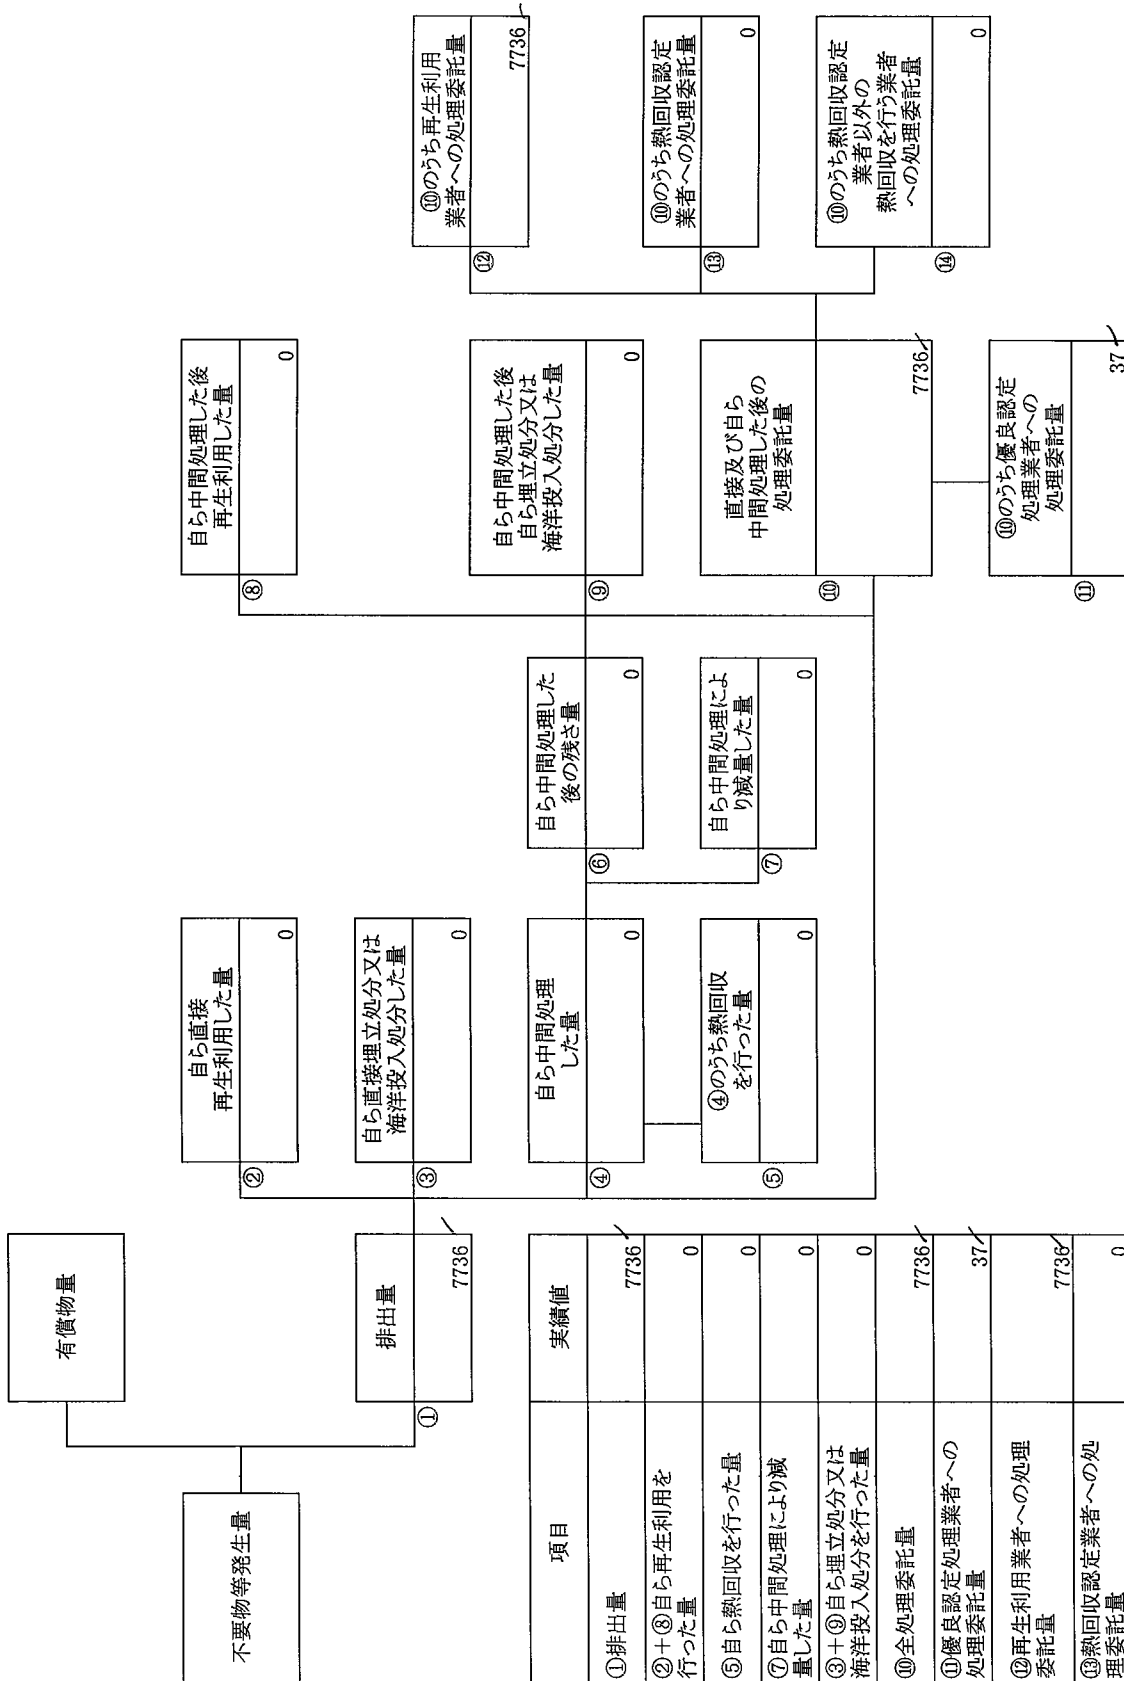 不要物等発生量
有償物量
排出量
①
7736
自ら直接
再生利用した量
②
0
自ら直接埋立処分又は
海洋投入処分した量
③
0
自ら中間処理
した量
④
0
④のうち熱回収
を行った量
⑤
0
自ら中間処理した
後の残さ量
⑥
0
自ら中間処理によ
り減量した量
⑦
0
自ら中間処理した後
再生利用した量
⑧
0
自ら中間処理した後
自ら埋立処分又は
海洋投入処分した量
⑨
0
直接及び自ら
中間処理した後の
処理委託量
⑩
7736
⑩のうち優良認定
処理業者への
処理委託量
⑪
37
⑩のうち再生利用
業者への処理委託量
⑫
7736
⑩のうち熱回収認定
業者への処理委託量
⑬
0
⑩のうち熱回収認定
業者以外の
熱回収を行う業者
への処理委託量
⑭
0
項目
実績値
①排出量
7736
②＋⑧自ら再生利用を
行った量
0
⑤自ら熱回収を行った量
0
⑦自ら中間処理により減
量した量
0
③＋⑨自ら埋立処分又は
海洋投入処分を行った量
0
⑩全処理委託量
7736
⑪優良認定処理業者への
処理委託量
37
⑫再生利用業者への処理
委託量
7736
⑬熱回収認定業者への処
理委託量
0